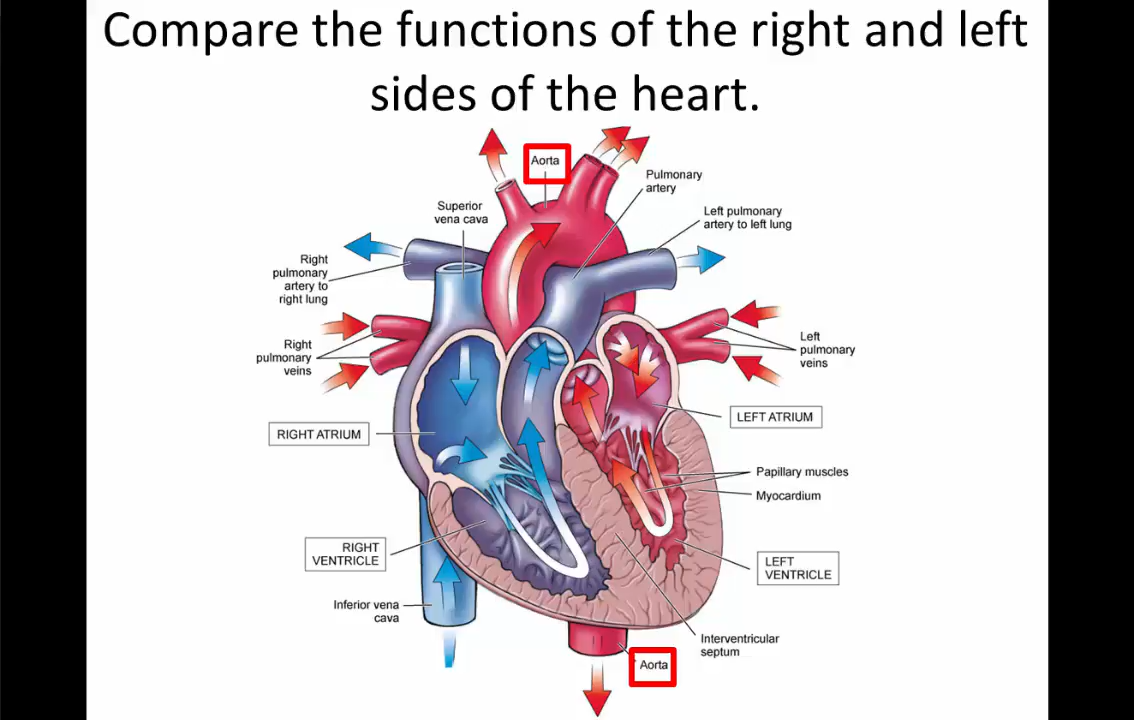 Compare the functions of the right and left
sides of the heart.
Aorta
Pulmonary
artery
Superior
vena cava
Left pulmonary
artery to left lung
Right
pulmonary
artery to
right lung
Right
pulmonary
veins
Left
pulmonary
veins
LEFT ATRIUM
RIGHT ATRIUM
Papillary muscles
Myocardium
RIGHT
VENTRICLE
LEFT
VENTRICLE
Inferior vena
cava
Interventricular
septum
Aorta